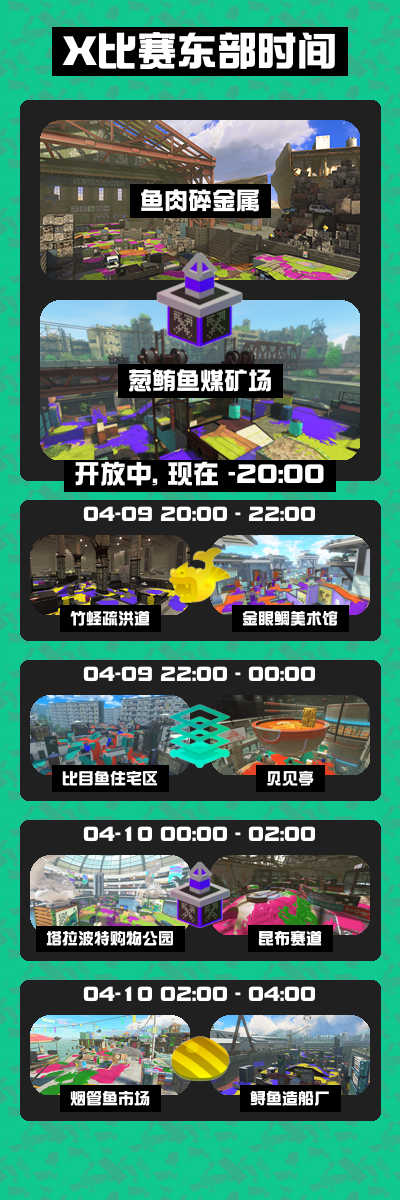 X比赛东部时间
鱼肉碎金属
葱鲔鱼煤矿场
开放中, 现在 -20:00
04-09 20:00 - 22:00
竹蛏疏洪道
金眼鲷美术馆
04-09 22:00 - 00:00
比目鱼住宅区
贝贝亭
04-10 00:00 - 02:00
塔拉波特购物公园
昆布赛道
04-10 02:00 - 04:00
烟管鱼市场
鲟鱼造船厂